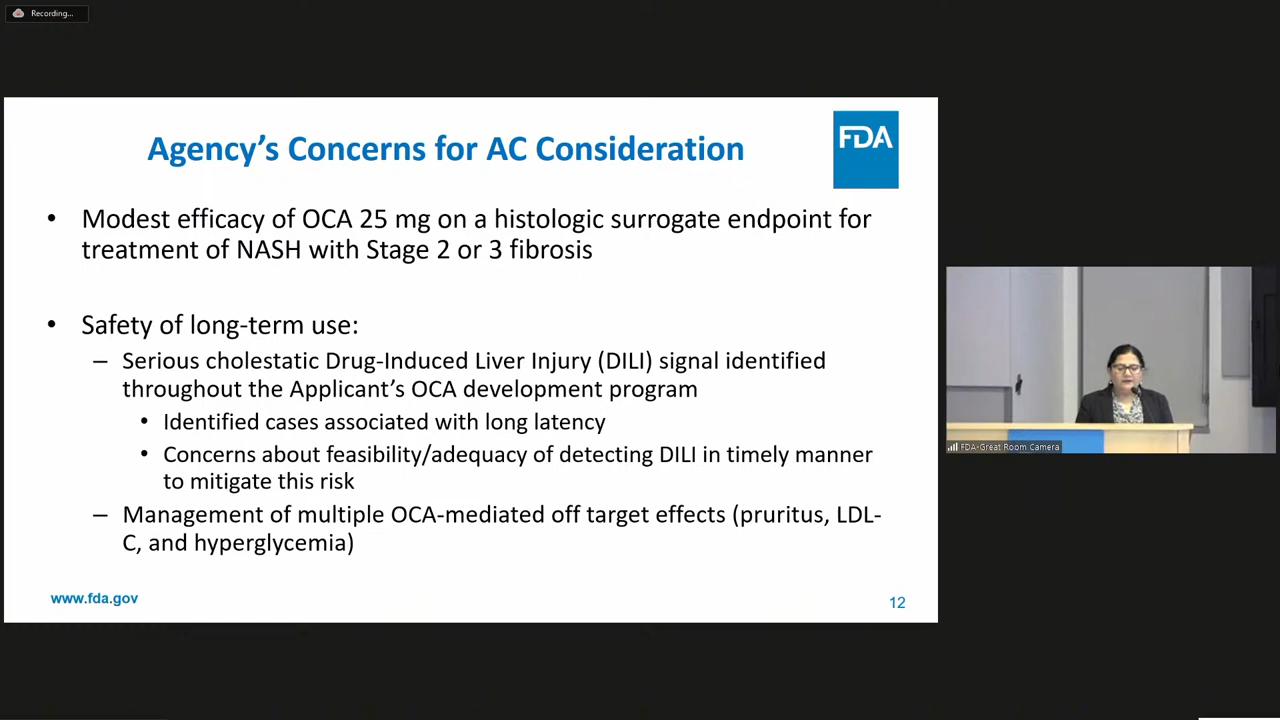 Recording...
Agency's Concerns for AC Consideration
FDA
• Modest efficacy of OCA 25 mg on a histologic surrogate endpoint for
treatment of NASH with Stage 2 or 3 fibrosis
• Safety of long-term use:
– Serious cholestatic Drug-Induced Liver Injury (DILI) signal identified
throughout the Applicant's OCA development program
• Identified cases associated with long latency
• Concerns about feasibility/adequacy of detecting DILI in timely manner
to mitigate this risk
– Management of multiple OCA-mediated off target effects (pruritus, LDL-
C, and hyperglycemia)
www.fda.gov
12
FDA-Great Room Camera